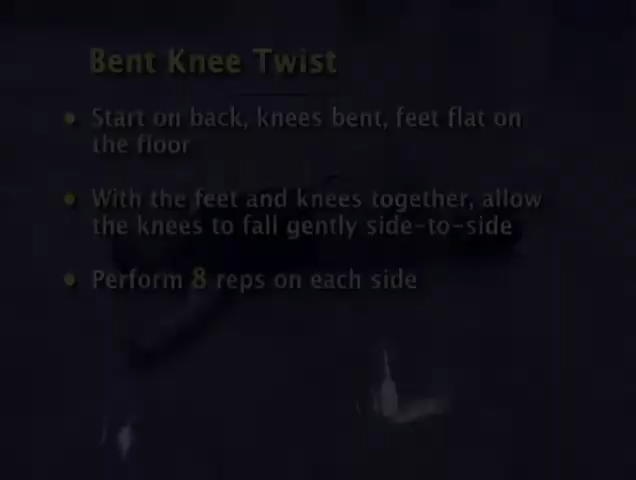 Bent Knee Twist
• Start on back, knees bent, feet flat on
the floor
• With the feet and knees together, allow
the knees to fall gently side-to-side
• Perform 8 reps on each side